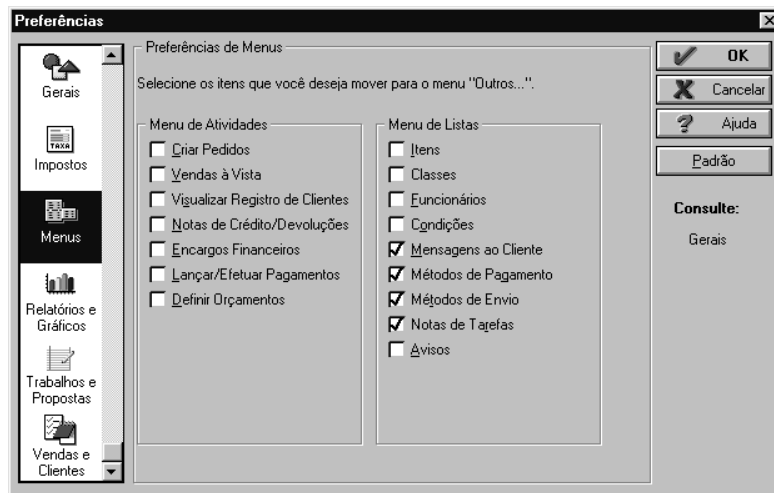 Preferências
Gerais
TAXA
Impostos
Menus
Relatórios e
Gráficos
Trabalhos e
Propostas
Vendas e
Clientes
Preferências de Menus
Selecione os itens que você deseja mover para o menu "Outros...".
Menu de Atividades
Criar Pedidos
Vendas à Vista
Visualizar Registro de Clientes
Notas de Crédito/Devoluções
Encargos Financeiros
Lançar/Efetuar Pagamentos
Definir Orçamentos
Menu de Listas
Itens
Classes
Funcionários
Condições
Mensagens ao Cliente
Métodos de Pagamento
Métodos de Envio
Notas de Tarefas
Avisos
OK
Cancelar
Ajuda
Padrão
Consulte:
Gerais